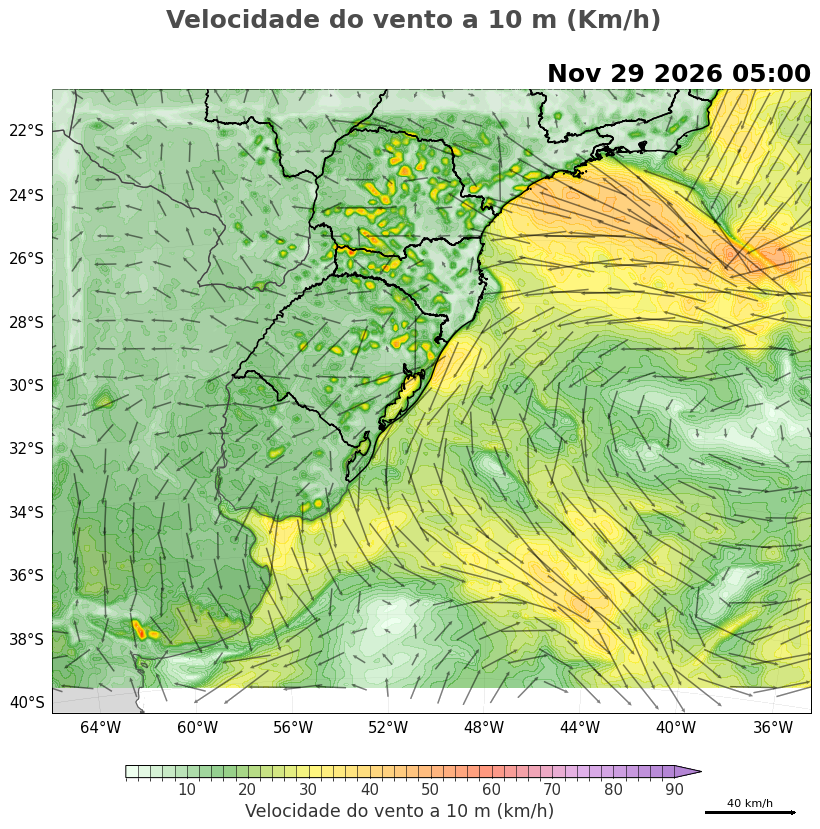 Velocidade do vento a 10 m (Km/h)
Nov 29 2026 05:00
22°S
24°S
26°S
28°S
30°S
32°S
34°S
36°S
38°S
40°S
64°W 60°W 56°W 52°W 48°W 44°W 40°W 36°W
10 20 30 40 50 60 70 80 90
Velocidade do vento a 10 m (km/h)
40 km/h